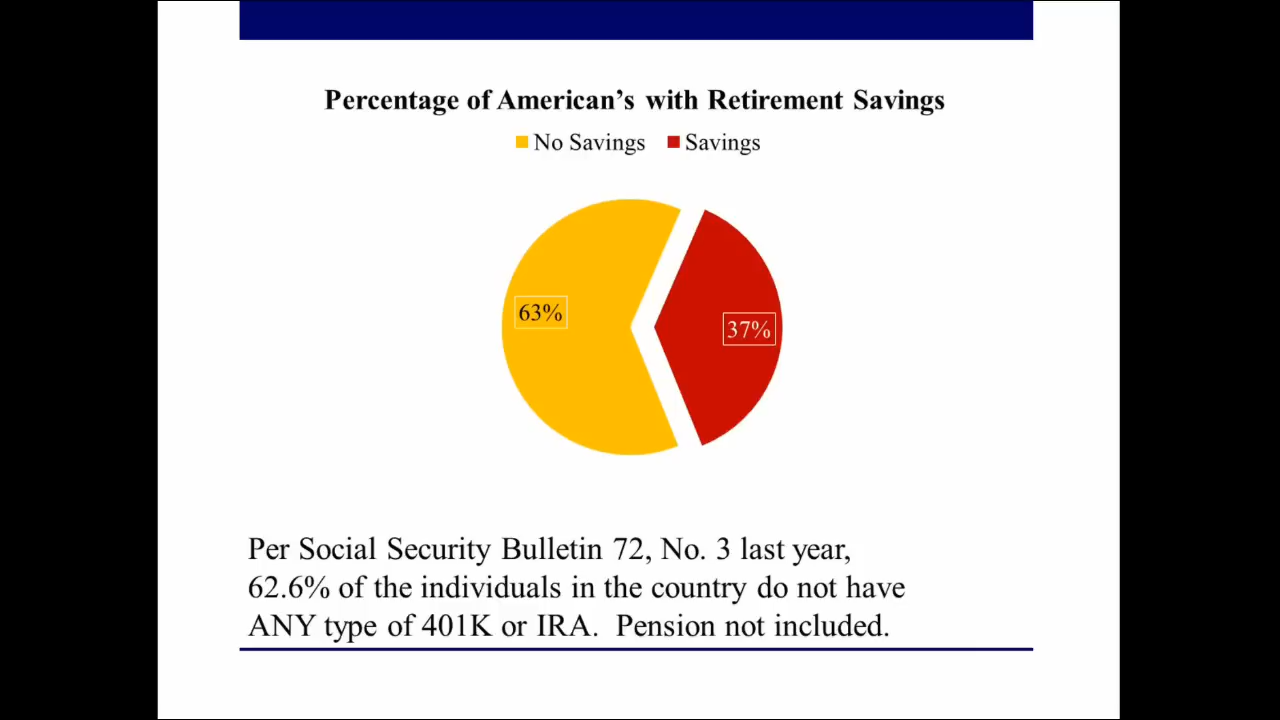 Percentage of American’s with Retirement Savings
No Savings Savings
63%
37%
Per Social Security Bulletin 72, No. 3 last year,
62.6% of the individuals in the country do not have
ANY type of 401K or IRA.  Pension not included.